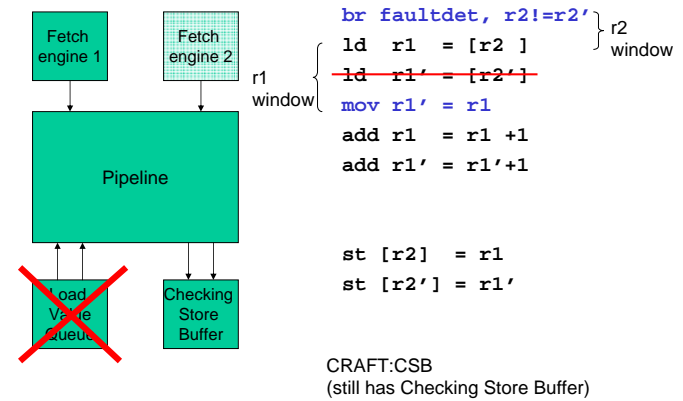 Fetch
engine 1
Fetch
engine 2
Pipeline
Load
Value
Queue
Checking
Store
Buffer
br faultdet, r2!=r2′
r2
window
ld r1 = [r2 ]
ld r1′ = [r2′]
r1
window
mov r1′ = r1
add r1 = r1 +1
add r1′ = r1′+1
st [r2] = r1
st [r2′] = r1′
CRAFT:CSB
(still has Checking Store Buffer)